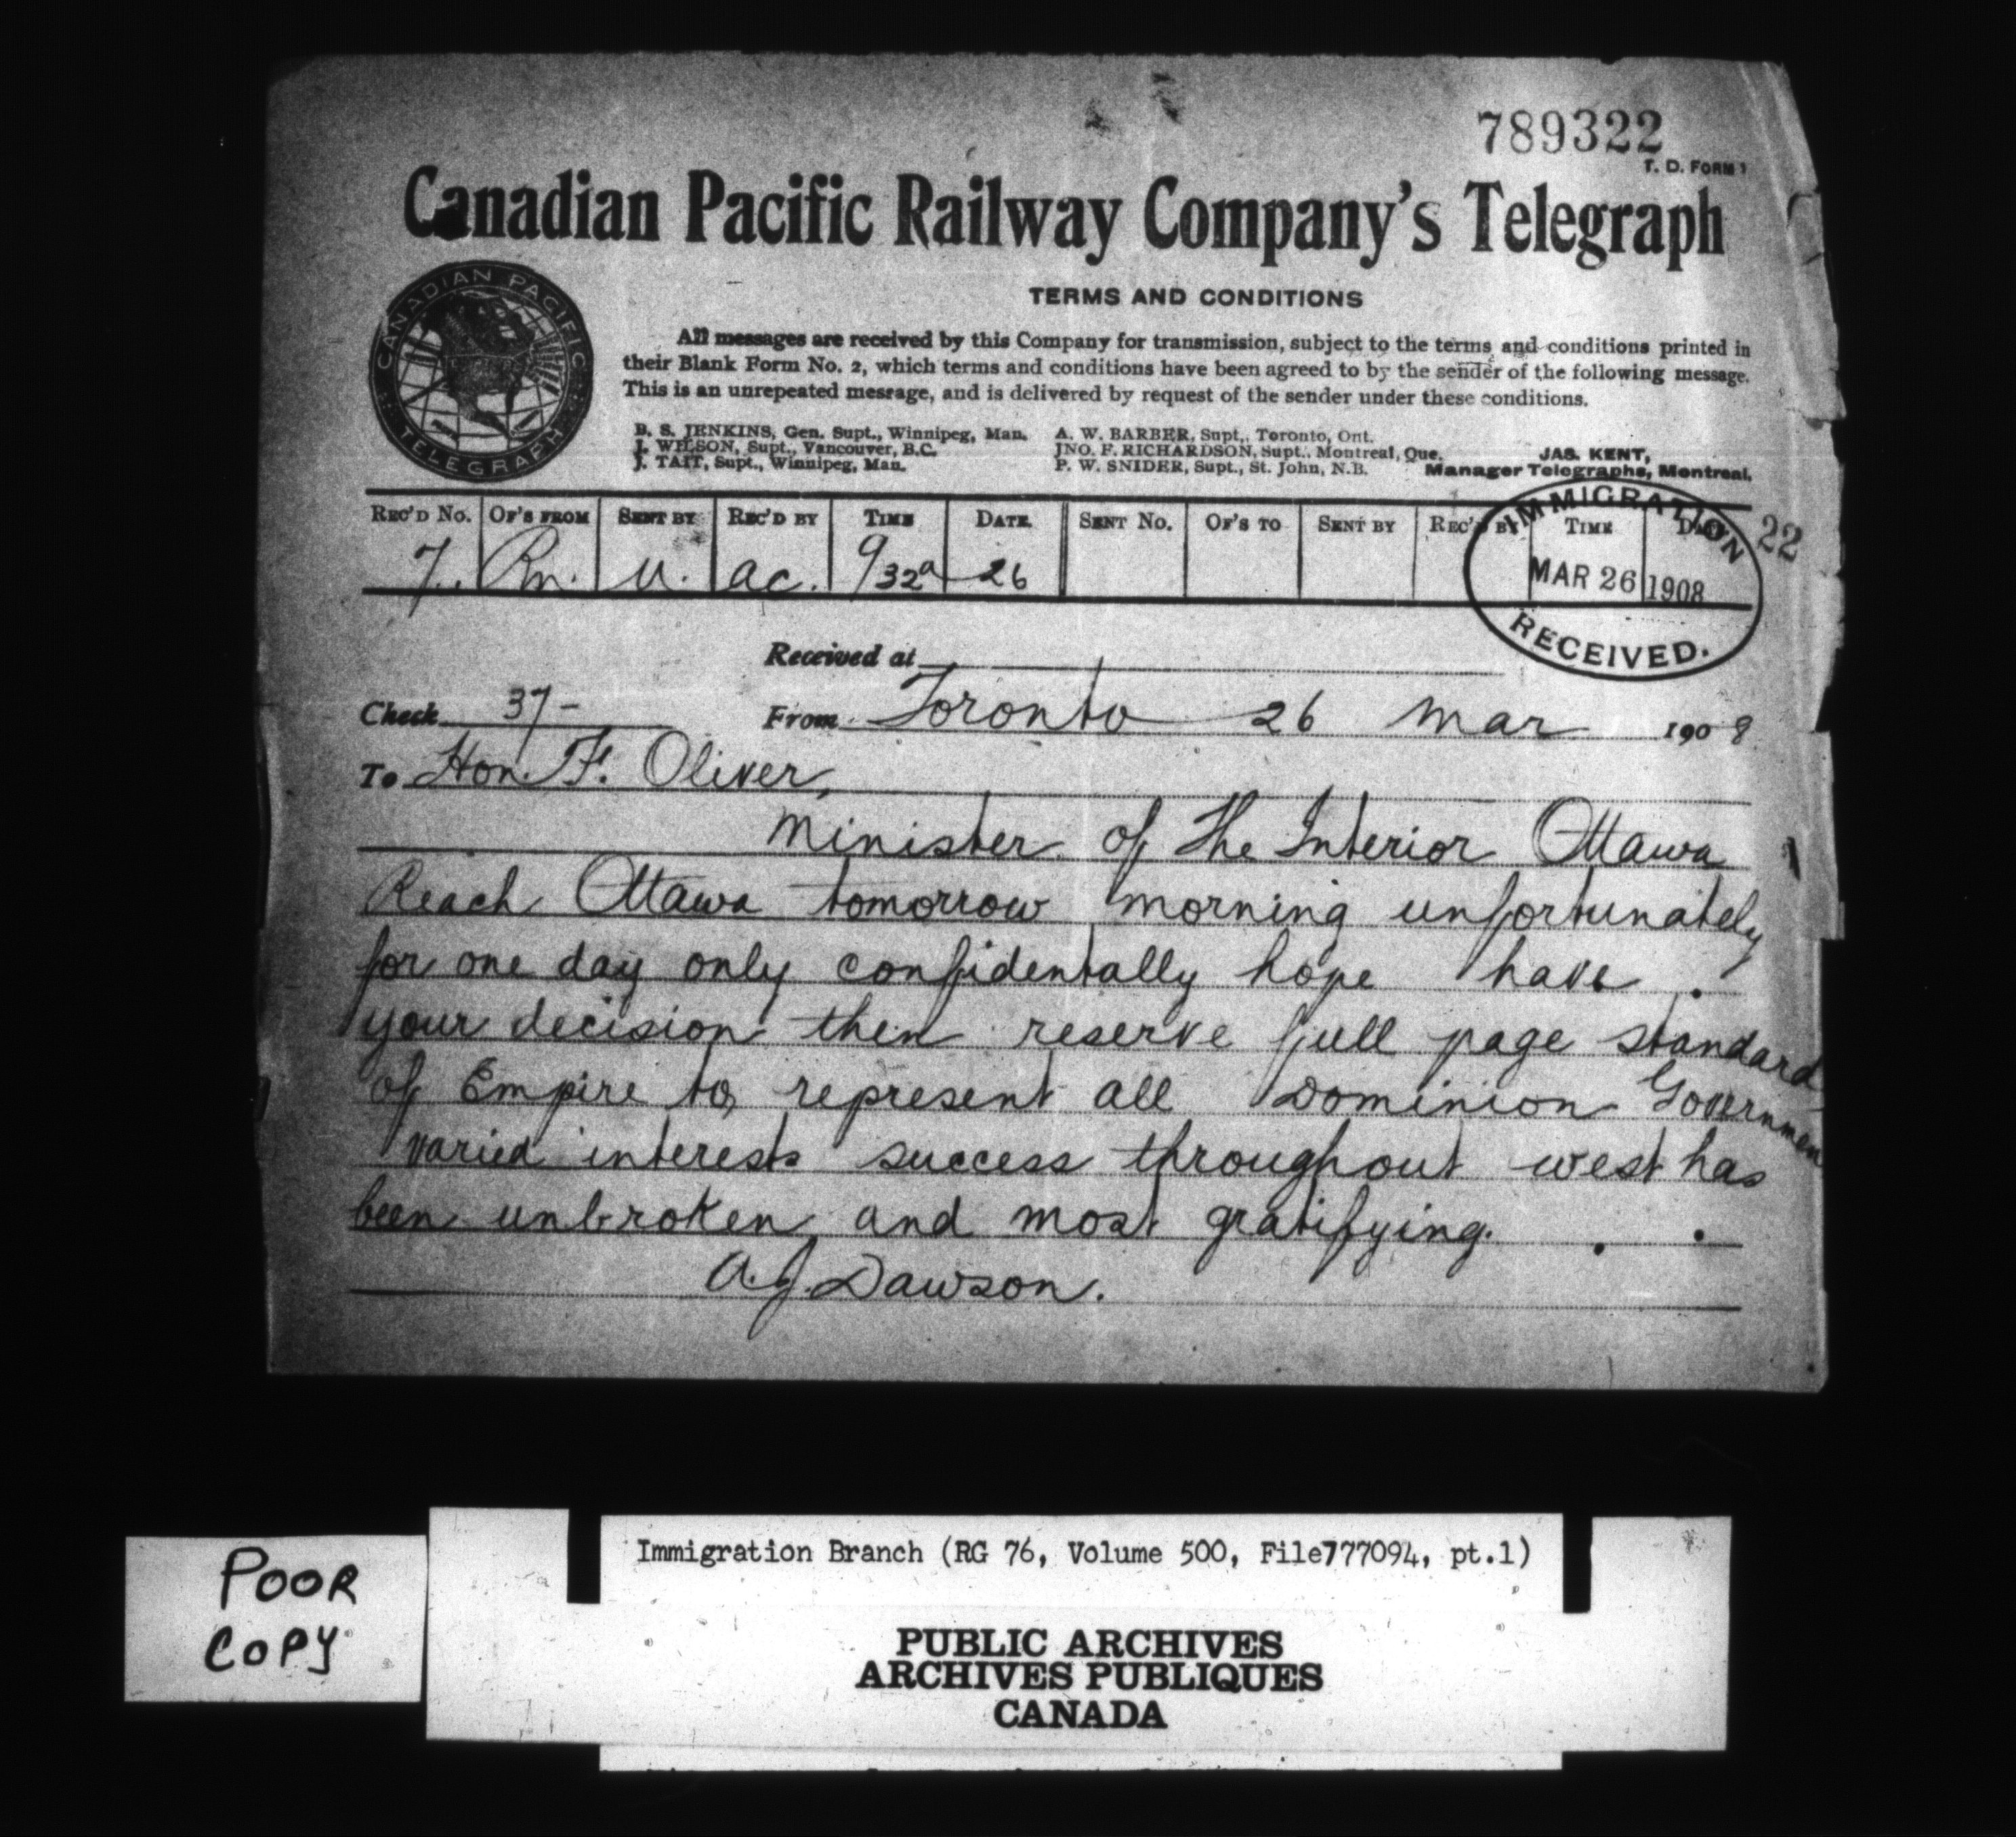 789322
T. D. FORM 1
Canadian Pacific Railway Company's Telegraph
CANADIAN PACIFIC
TELEGRAPH
TERMS AND CONDITIONS
All messages are received by this Company for transmission, subject to the terms and conditions printed in
their Blank Form No. 2, which terms and conditions have been agreed to by the sender of the following message.
This is an unrepeated message, and is delivered by request of the sender under these conditions.
B. S. JENKINS, Gen. Supt., Winnipeg, Man.
J. WILSON, Supt., Vancouver, B.C.
J. TAIT, Supt., Winnipeg, Man.
A. W. BARBER, Supt., Toronto, Ont.
JNO. F. RICHARDSON, Supt., Montreal, Que.
P. W. SNIDER, Supt., St. John, N.B.
JAS. KENT,
Manager Telegraphs, Montreal.
REC'D No. OF'S FROM SENT BY REC'D BY TIME DATE SENT No. OF'S TO SENT BY REC'D BY TIME DATE
7. Rn. U. ac. 9 32a 26
22
IMMIGRATION
MAR 26 1908
RECEIVED.
Received at
Check 37 - From Toronto 26 Mar 1908
To Hon. F. Oliver,
Minister of The Interior Ottawa
Reach Ottawa tomorrow morning unfortunately
for one day only confidentally hope have
your decision then reserve full page standard
of Empire to represent all Dominion Governmen
varied interests success throughout west has
been unbroken and most gratifying.
A. J. Dawson.
POOR
COPY
Immigration Branch (RG 76, Volume 500, File777094, pt.1)
PUBLIC ARCHIVES
ARCHIVES PUBLIQUES
CANADA